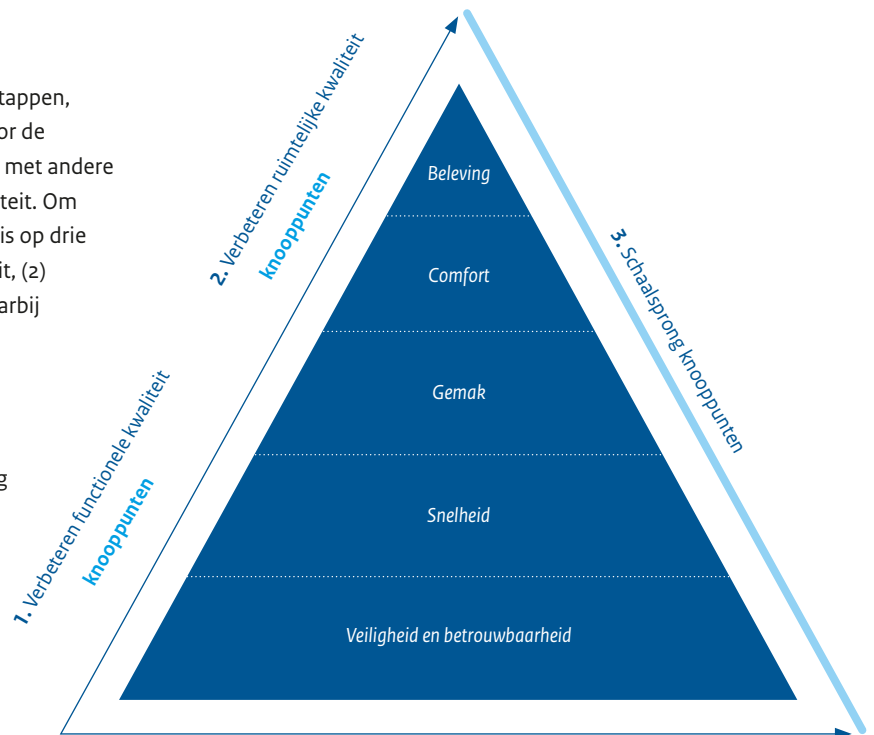 tappen,
or de
met andere
teit. Om
is op drie
it, (2)
arbij
g
2. Verbeteren ruimtelijke kwaliteit
knooppunten
1. Verbeteren functionele kwaliteit
knooppunten
3. Schaalsprong knooppunten
Beleving
Comfort
Gemak
Snelheid
Veiligheid en betrouwbaarheid